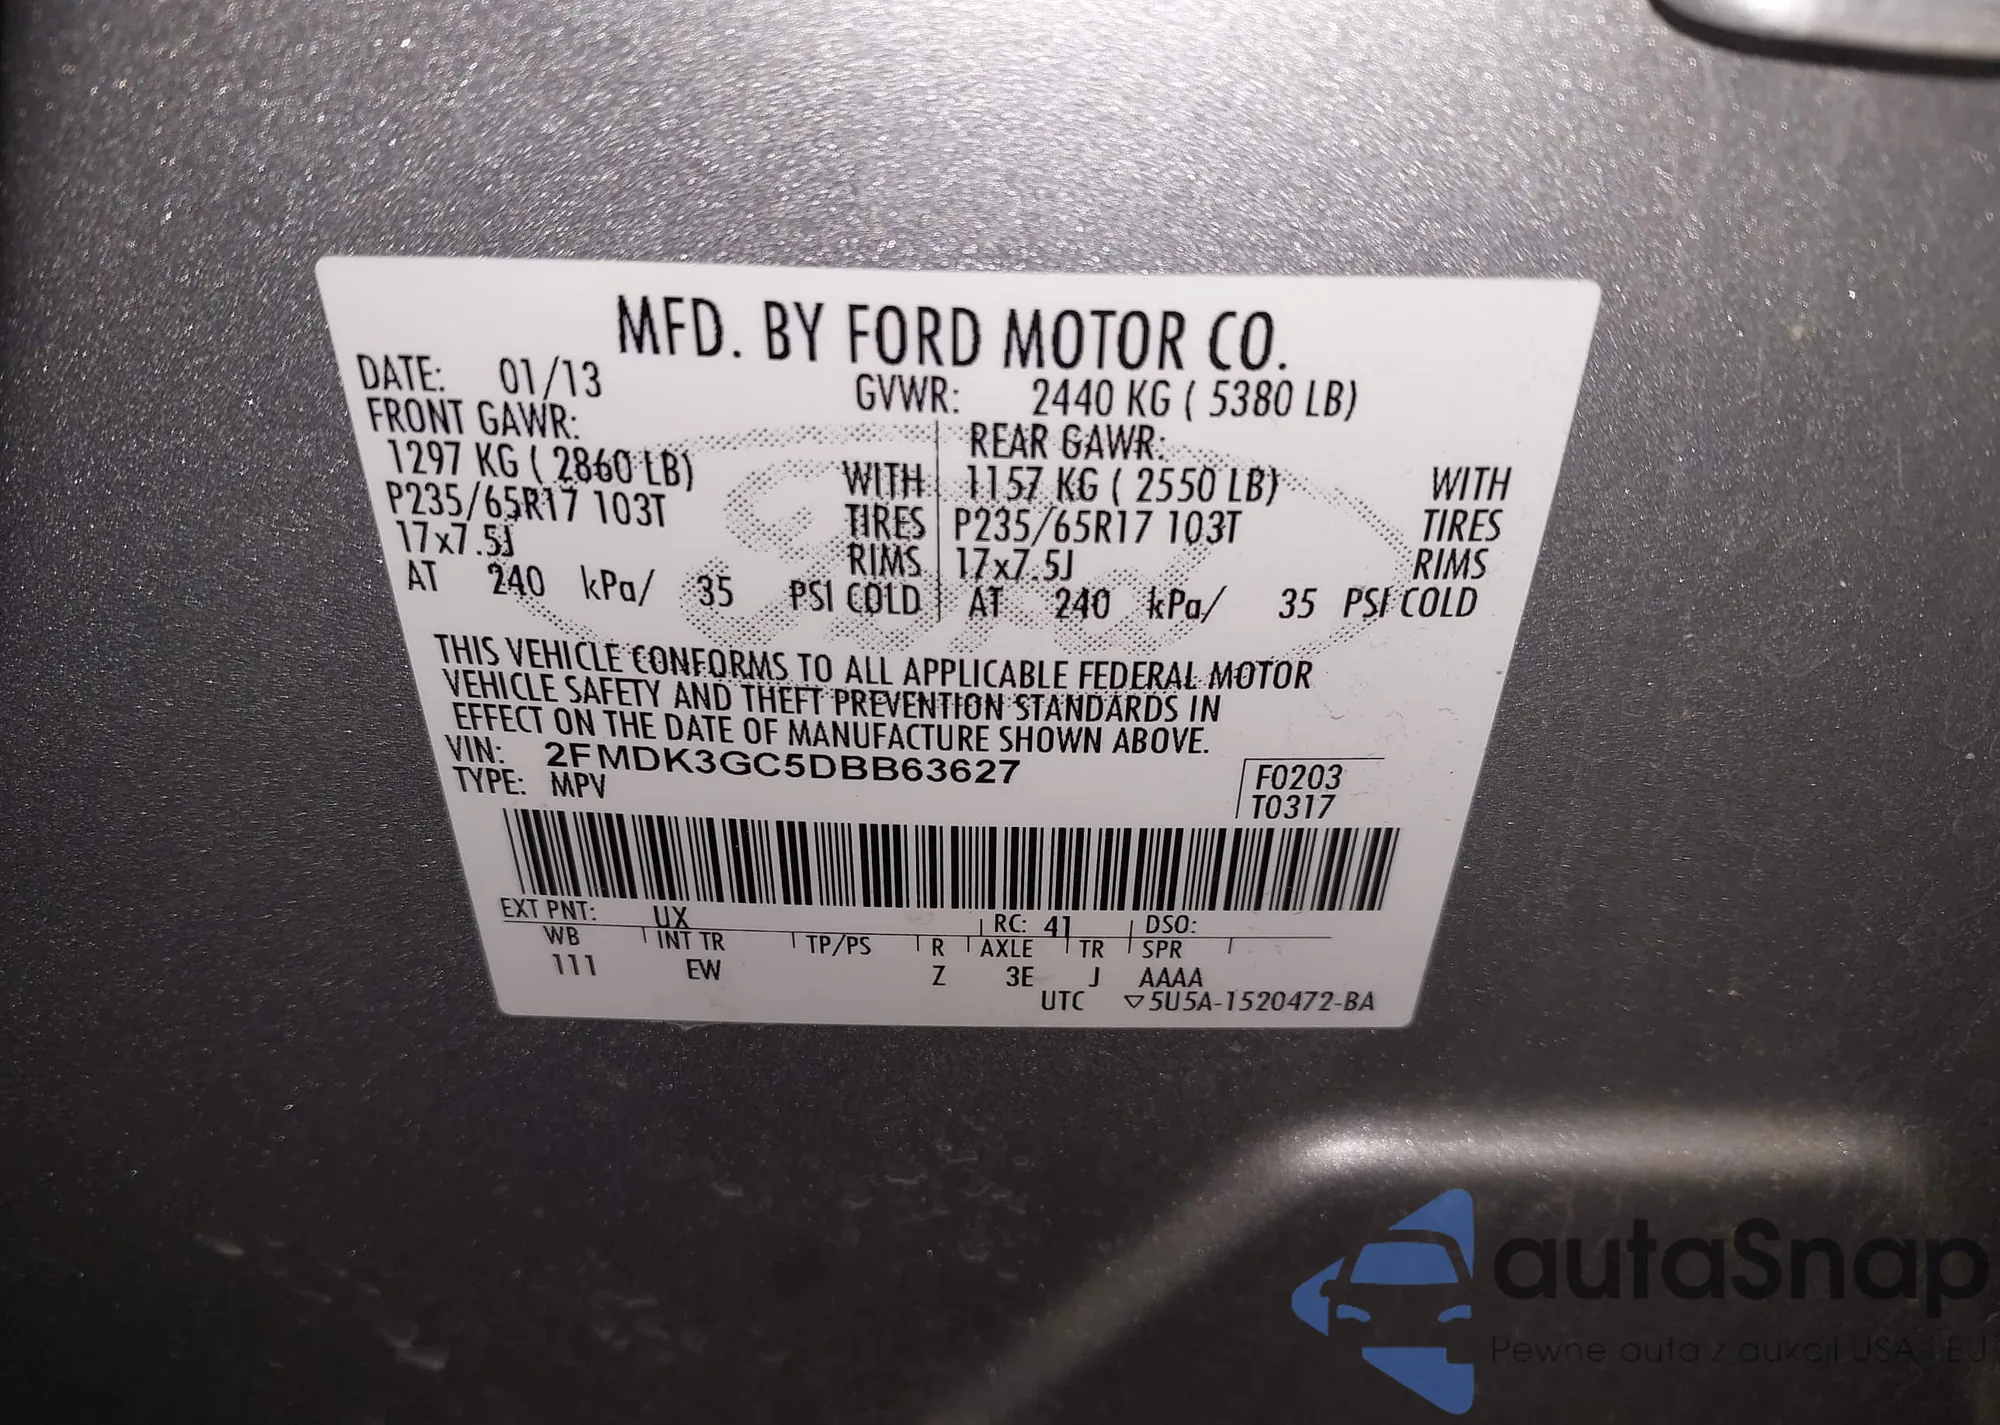 MFD. BY FORD MOTOR CO.
DATE: 01/13 GVWR: 2440 KG ( 5380 LB)
FRONT GAWR: REAR GAWR:
1297 KG ( 2860 LB) WITH 1157 KG ( 2550 LB) WITH
P235/65R17 103T TIRES P235/65R17 103T TIRES
17x7.5J RIMS 17x7.5J RIMS
AT 240 kPa/ 35 PSI COLD AT 240 kPa/ 35 PSI COLD
THIS VEHICLE CONFORMS TO ALL APPLICABLE FEDERAL MOTOR
VEHICLE SAFETY AND THEFT PREVENTION STANDARDS IN
EFFECT ON THE DATE OF MANUFACTURE SHOWN ABOVE.
VIN: 2FMDK3GC5DBB63627
TYPE: MPV
F0203
T0317
EXT PNT: UX RC: 41 DSO:
WB INT TR TP/PS R AXLE TR SPR
111 EW Z 3E J AAAA
UTC ▽5U5A-1520472-BA
autaSnap
Pewne auta z aukcji USA i EU